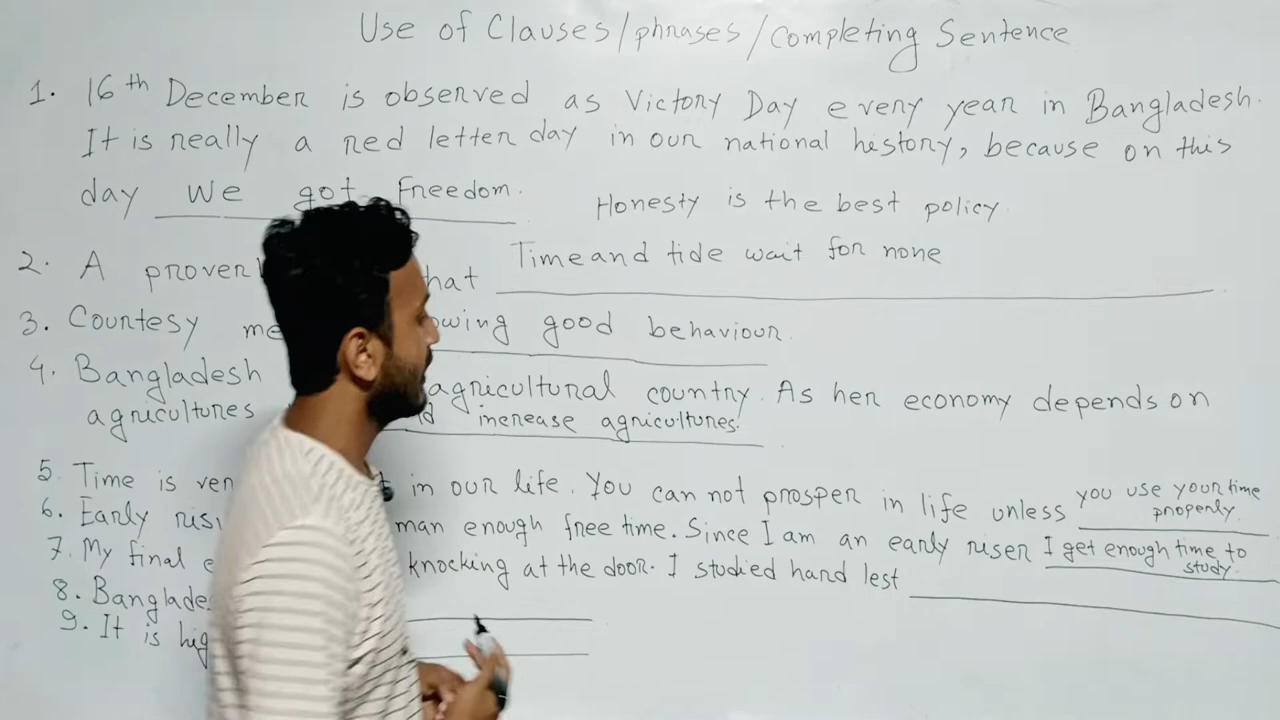 Use of Clauses/phrases/Completing Sentence
1. 16th December is observed as Victory Day every year in Bangladesh.
It is really a red letter day in our national history, because on this
day we got Freedom.
Honesty is the best policy.
Time and tide wait for none
2. A prover hat
3. Courtesy me owing good behaviour.
4. Bangladesh agricultural country. As her economy depends on
agricultures increase agricultures.
5. Time is ver in our life. You can not prosper in life unless you use your time
properly.
6. Early risi man enough free time. Since I am an early riser I get enough time to
study.
7. My final e knocking at the door. I studied hard lest
8. Banglade
9. It is hig